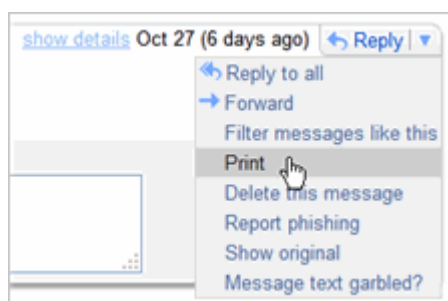 show details Oct 27 (6 days ago) Reply
Reply to all
Forward
Filter messages like this
Print
Delete this message
Report phishing
Show original
Message text garbled?